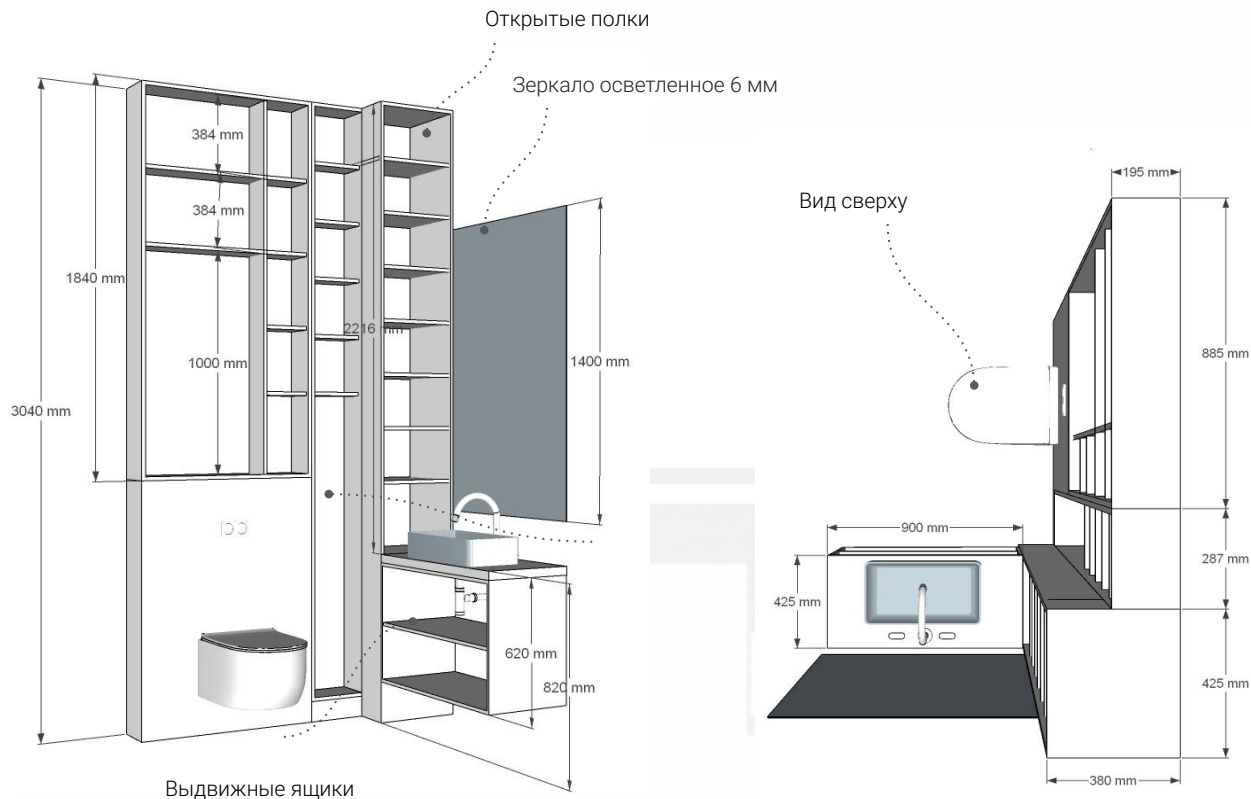 Открытые полки
Зеркало осветленное 6 мм
384 mm
384 mm
1840 mm
2216 mm
1000 mm
1400 mm
3040 mm
620 mm
820 mm
Выдвижные ящики
195 mm
Вид сверху
885 mm
900 mm
287 mm
425 mm
425 mm
380 mm